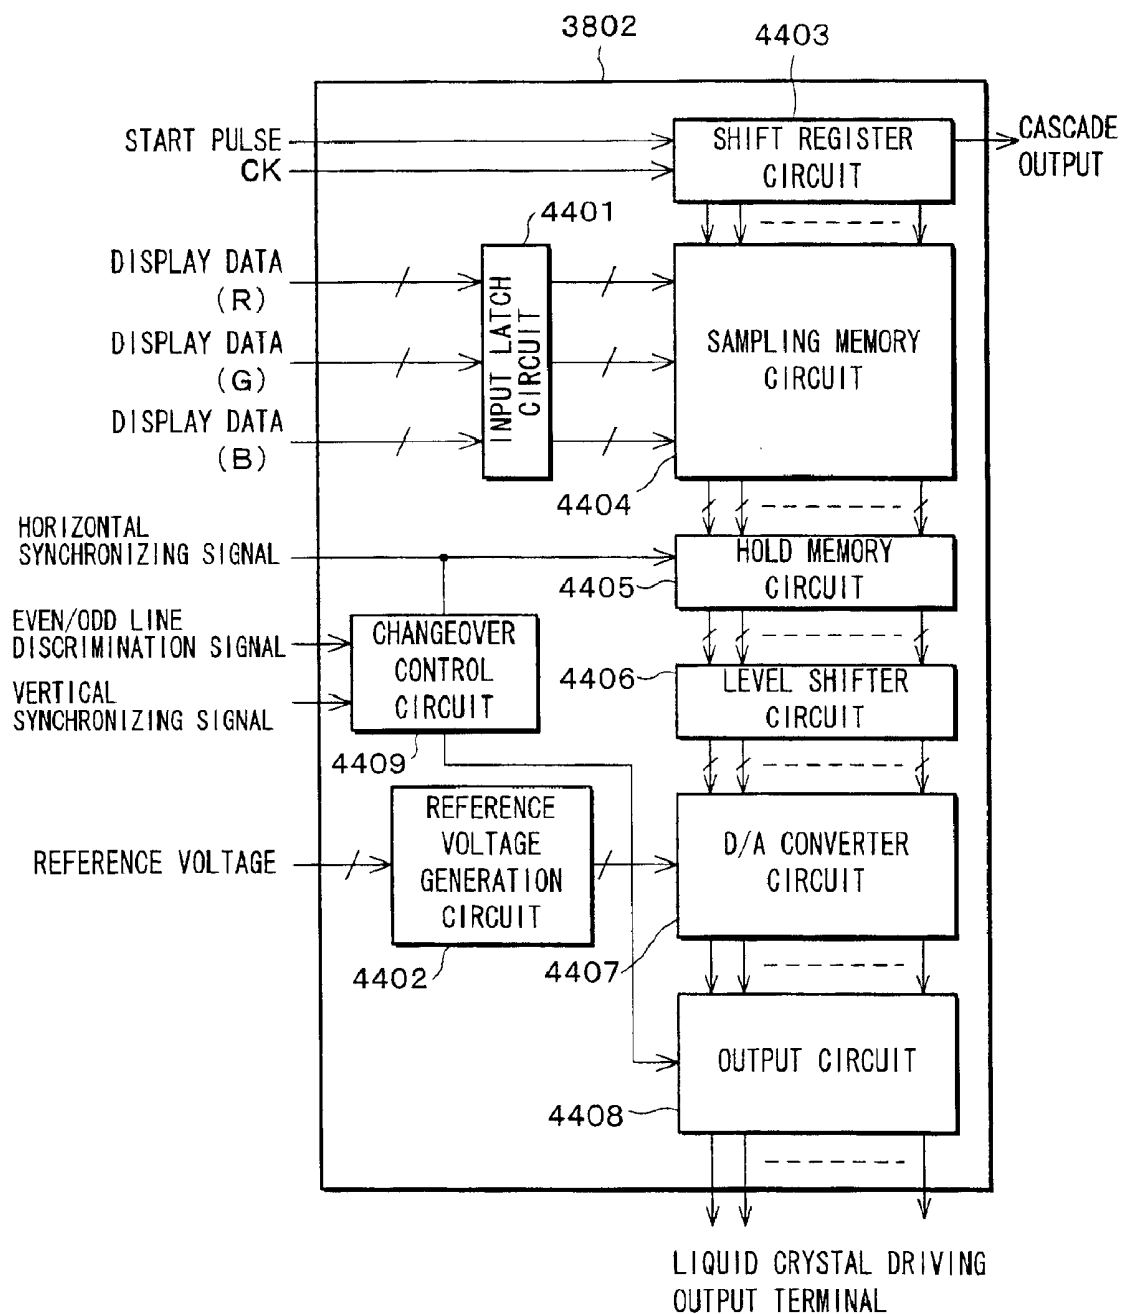 3802
4403
START PULSE
CK
SHIFT REGISTER
CIRCUIT
CASCADE
OUTPUT
4401
DISPLAY DATA
(R)
DISPLAY DATA
(G)
DISPLAY DATA
(B)
INPUT LATCH
CIRCUIT
SAMPLING MEMORY
CIRCUIT
4404
HORIZONTAL
SYNCHRONIZING SIGNAL
HOLD MEMORY
CIRCUIT
4405
EVEN/ODD LINE
DISCRIMINATION SIGNAL
VERTICAL
SYNCHRONIZING SIGNAL
CHANGEOVER
CONTROL
CIRCUIT
4409
4406
LEVEL SHIFTER
CIRCUIT
REFERENCE VOLTAGE
REFERENCE
VOLTAGE
GENERATION
CIRCUIT
4402
D/A CONVERTER
CIRCUIT
4407
OUTPUT CIRCUIT
4408
LIQUID CRYSTAL DRIVING
OUTPUT TERMINAL